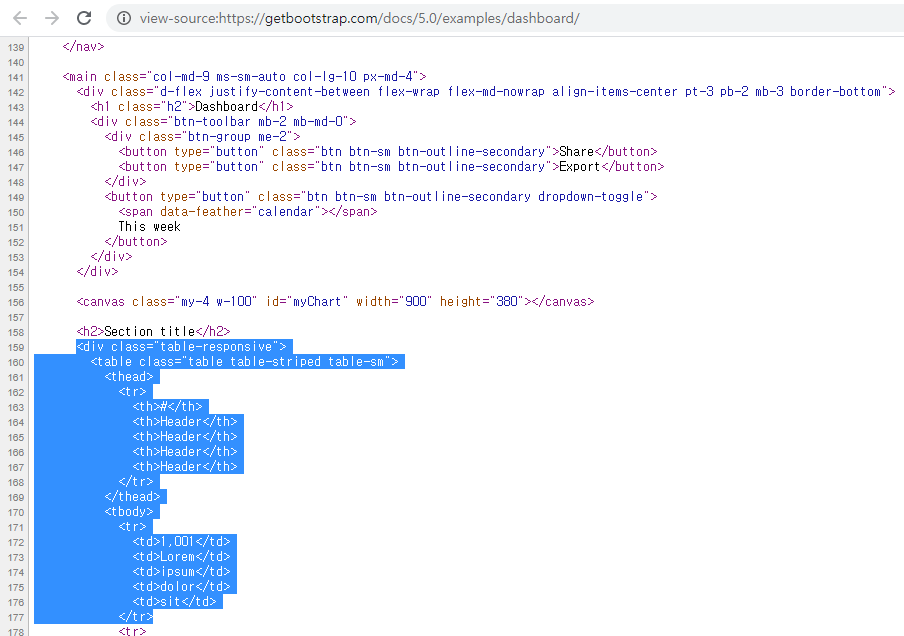 view-source:https://getbootstrap.com/docs/5.0/examples/dashboard/
139 </nav>
140
141 <main class="col-md-9 ms-sm-auto col-lg-10 px-md-4">
142 <div class="d-flex justify-content-between flex-wrap flex-md-nowrap align-items-center pt-3 pb-2 mb-3 border-bottom">
143 <h1 class="h2">Dashboard</h1>
144 <div class="btn-toolbar mb-2 mb-md-0">
145 <div class="btn-group me-2">
146 <button type="button" class="btn btn-sm btn-outline-secondary">Share</button>
147 <button type="button" class="btn btn-sm btn-outline-secondary">Export</button>
148 </div>
149 <button type="button" class="btn btn-sm btn-outline-secondary dropdown-toggle">
150 <span data-feather="calendar"></span>
151 This week
152 </button>
153 </div>
154 </div>
155
156 <canvas class="my-4 w-100" id="myChart" width="900" height="380"></canvas>
157
158 <h2>Section title</h2>
159 <div class="table-responsive">
160 <table class="table table-striped table-sm">
161 <thead>
162 <tr>
163 <th>#</th>
164 <th>Header</th>
165 <th>Header</th>
166 <th>Header</th>
167 <th>Header</th>
168 </tr>
169 </thead>
170 <tbody>
171 <tr>
172 <td>1,001</td>
173 <td>Lorem</td>
174 <td>ipsum</td>
175 <td>dolor</td>
176 <td>sit</td>
177 </tr>
178 <tr>